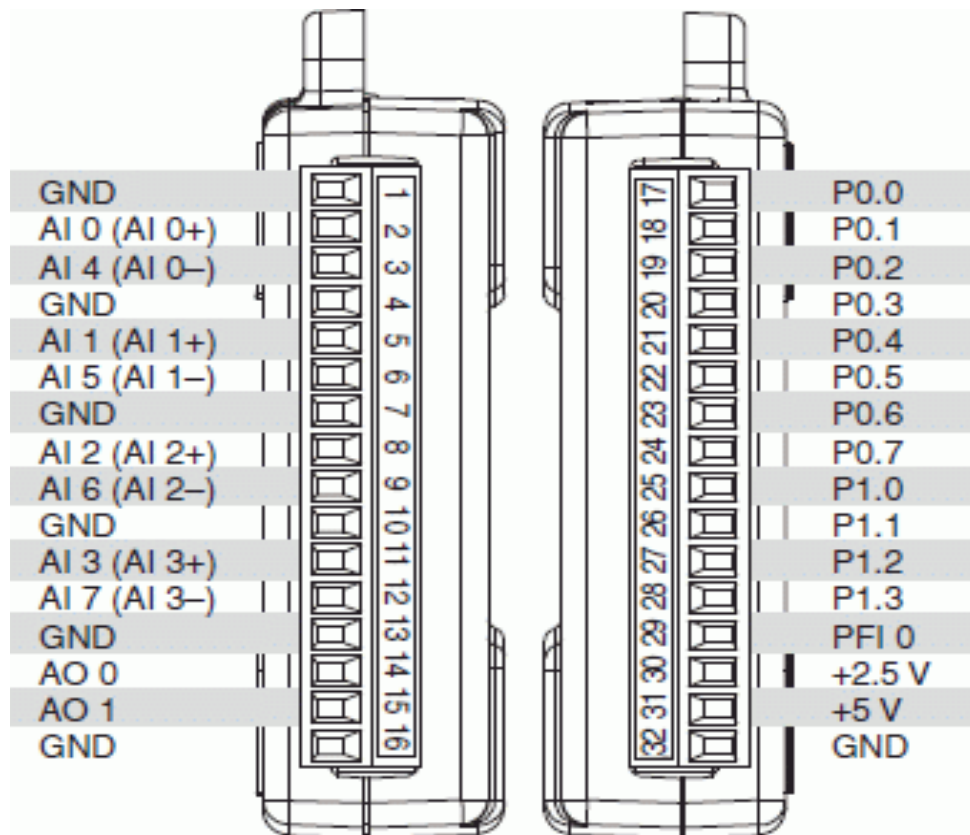 GND 1
AI 0 (AI 0+) 2
AI 4 (AI 0–) 3
GND 4
AI 1 (AI 1+) 5
AI 5 (AI 1–) 6
GND 7
AI 2 (AI 2+) 8
AI 6 (AI 2–) 9
GND 10
AI 3 (AI 3+) 11
AI 7 (AI 3–) 12
GND 13
AO 0 14
AO 1 15
GND 16
17 P0.0
18 P0.1
19 P0.2
20 P0.3
21 P0.4
22 P0.5
23 P0.6
24 P0.7
25 P1.0
26 P1.1
27 P1.2
28 P1.3
29 PFI 0
30 +2.5 V
31 +5 V
32 GND